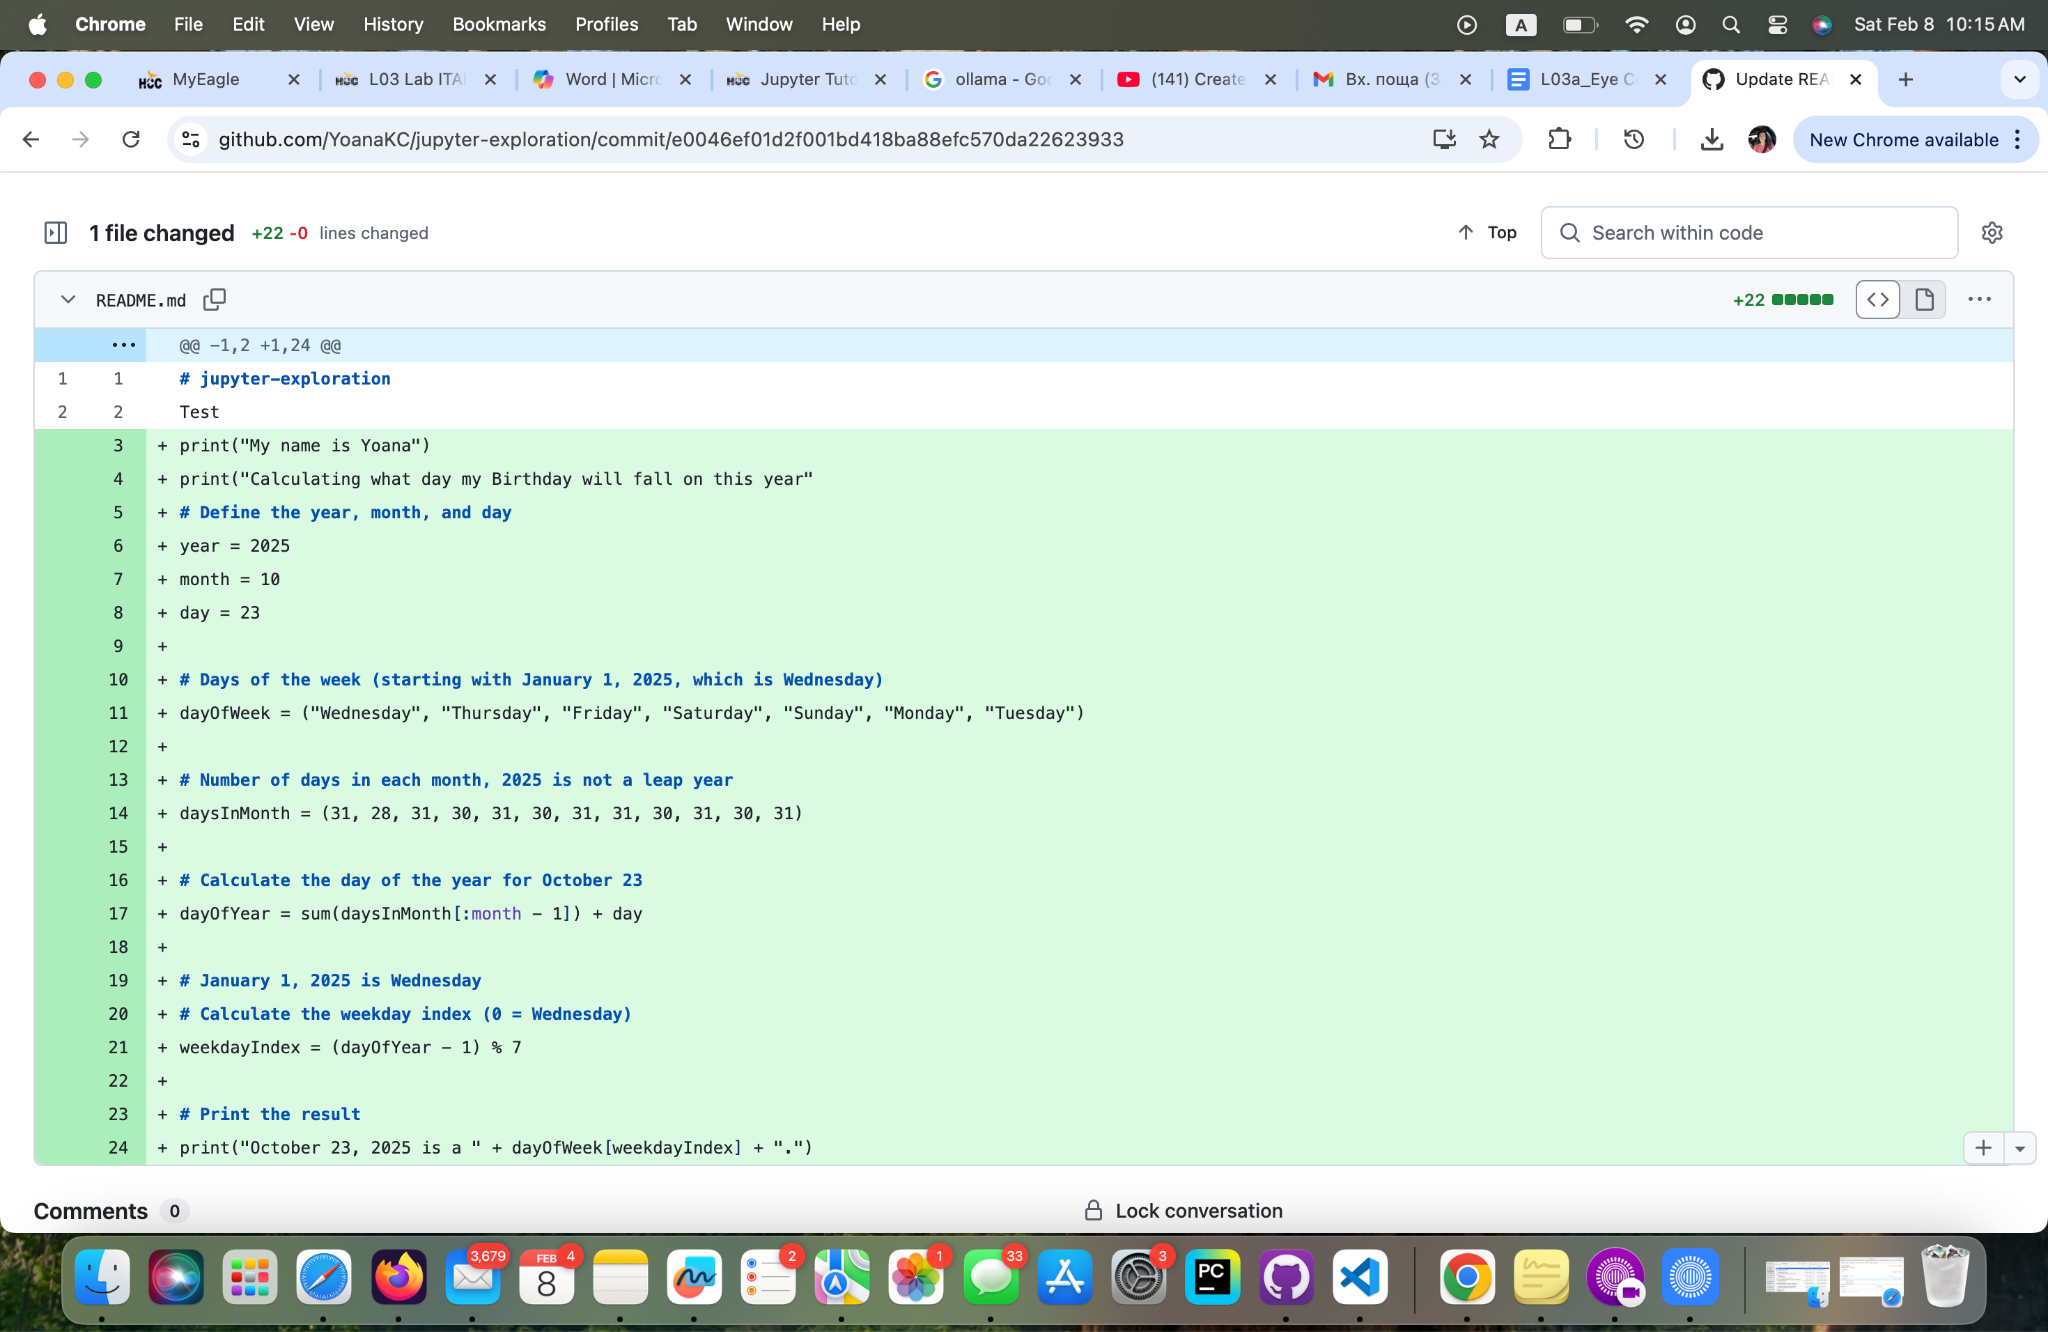 Chrome File Edit View History Bookmarks Profiles Tab Window Help A Sat Feb 8 10:15 AM
HCC MyEagle HCC L03 Lab ITAI Word | Micro HCC Jupyter Tuto ollama - Goo (141) Create Вх. поща (3 L03a_Eye C Update REA
github.com/YoanaKC/jupyter-exploration/commit/e0046ef01d2f001bd418ba88efc570da22623933 New Chrome available
1 file changed +22 -0 lines changed Top Search within code
README.md +22
@@ -1,2 +1,24 @@
1 1 # jupyter-exploration
2 2 Test
3 + print("My name is Yoana")
4 + print("Calculating what day my Birthday will fall on this year"
5 + # Define the year, month, and day
6 + year = 2025
7 + month = 10
8 + day = 23
9 +
10 + # Days of the week (starting with January 1, 2025, which is Wednesday)
11 + dayOfWeek = ("Wednesday", "Thursday", "Friday", "Saturday", "Sunday", "Monday", "Tuesday")
12 +
13 + # Number of days in each month, 2025 is not a leap year
14 + daysInMonth = (31, 28, 31, 30, 31, 30, 31, 31, 30, 31, 30, 31)
15 +
16 + # Calculate the day of the year for October 23
17 + dayOfYear = sum(daysInMonth[:month - 1]) + day
18 +
19 + # January 1, 2025 is Wednesday
20 + # Calculate the weekday index (0 = Wednesday)
21 + weekdayIndex = (dayOfYear - 1) % 7
22 +
23 + # Print the result
24 + print("October 23, 2025 is a " + dayOfWeek[weekdayIndex] + ".")
Comments 0 Lock conversation
3,679 FEB 8 4 2 1 33 3 PC